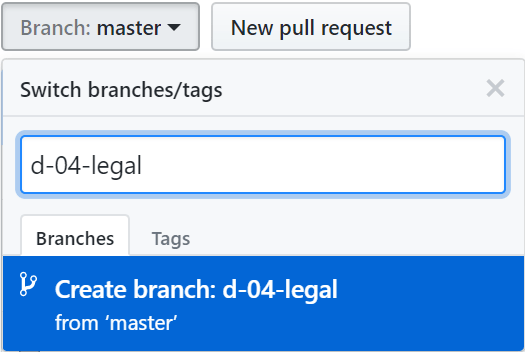 Branch: master New pull request
Switch branches/tags
d-04-legal
Branches Tags
Create branch: d-04-legal
from ‘master’